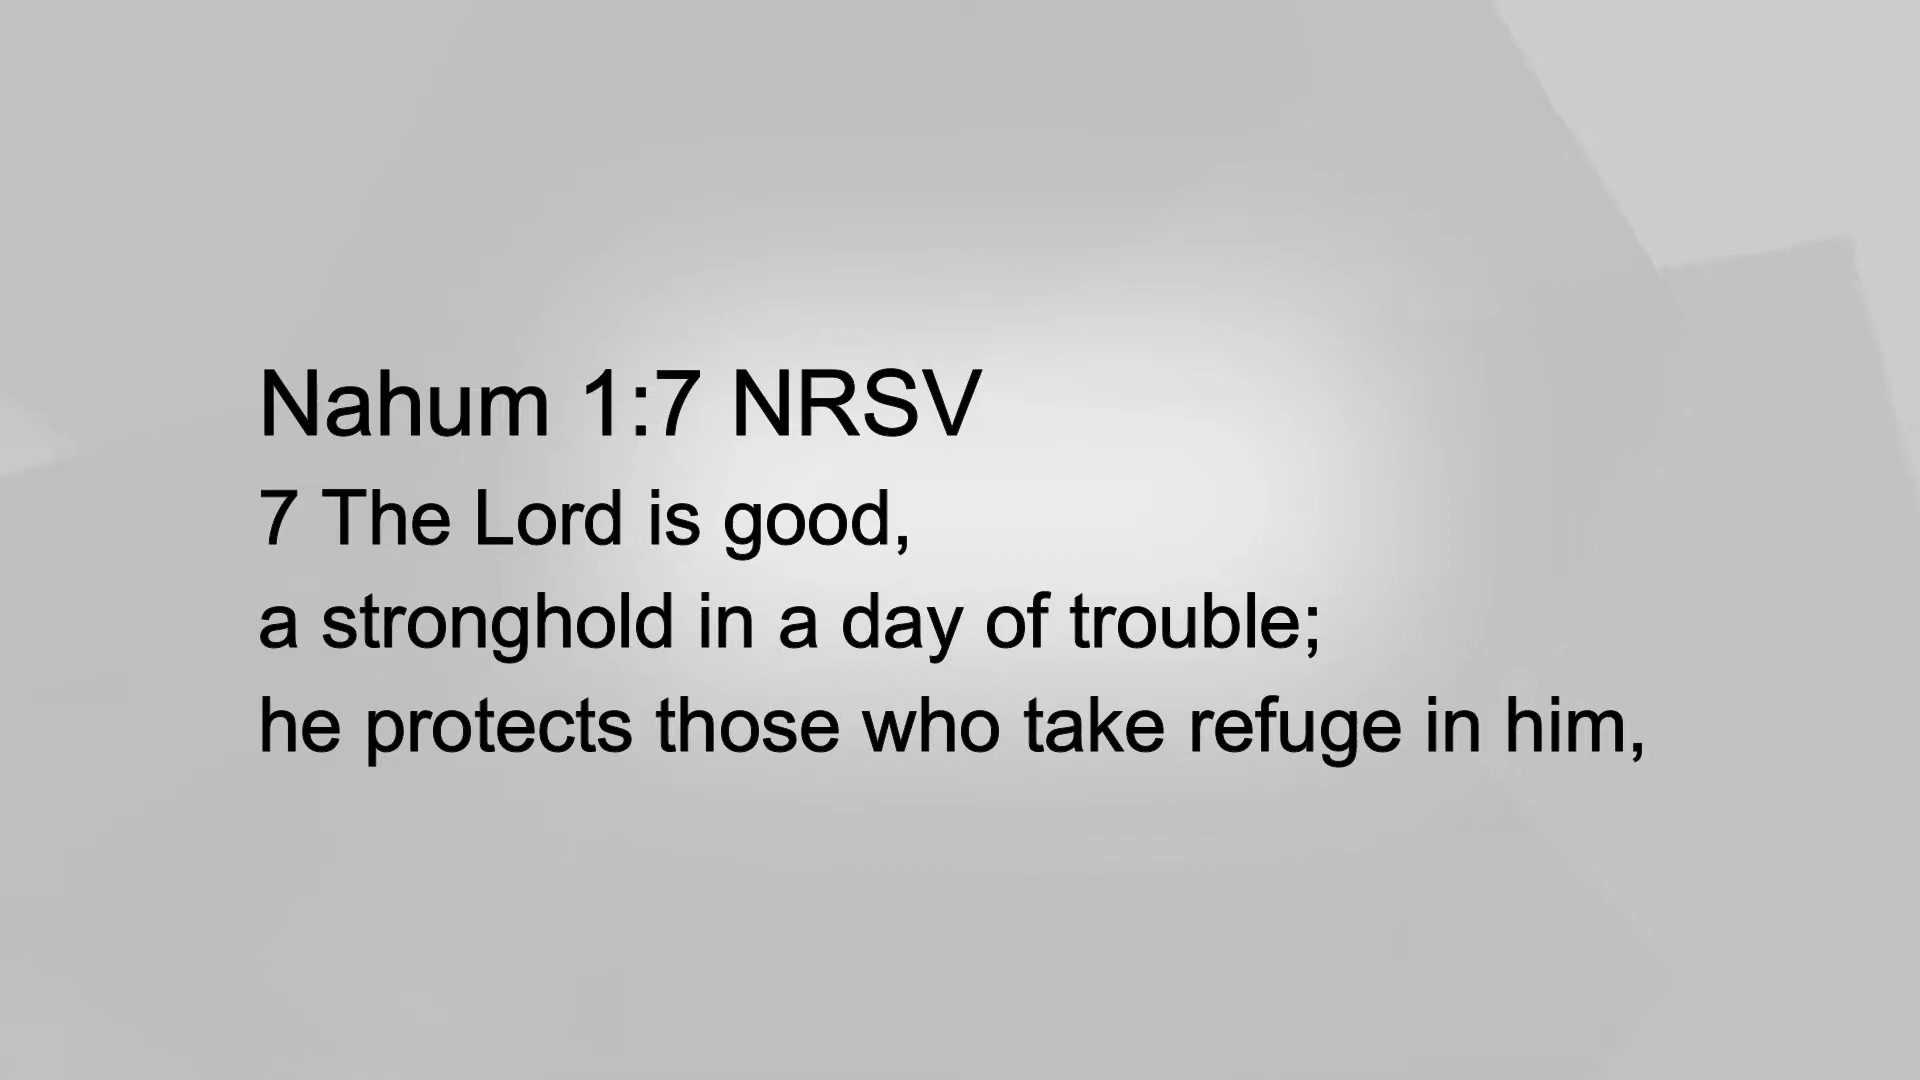 Nahum 1:7 NRSV
7 The Lord is good,
a stronghold in a day of trouble;
he protects those who take refuge in him,